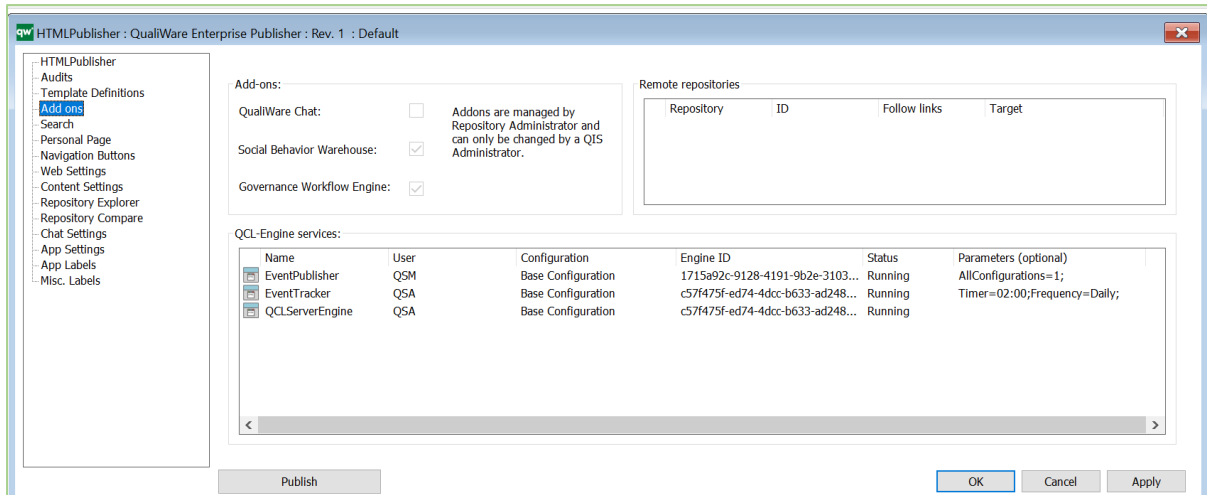 HTMLPublisher : QualiWare Enterprise Publisher : Rev. 1 : Default
HTMLPublisher
Audits
Template Definitions
Add ons
Search
Personal Page
Navigation Buttons
Web Settings
Content Settings
Repository Explorer
Repository Compare
Chat Settings
App Settings
App Labels
Misc. Labels
Add-ons:
QualiWare Chat:
Social Behavior Warehouse:
Governance Workflow Engine:
Addons are managed by
Repository Administrator and
can only be changed by a QIS
Administrator.
Remote repositories
Repository ID Follow links Target
QCL-Engine services:
Name User Configuration Engine ID Status Parameters (optional)
EventPublisher QSM Base Configuration 1715a92c-9128-4191-9b2e-3103... Running AllConfigurations=1;
EventTracker QSA Base Configuration c57f475f-ed74-4dcc-b633-ad248... Running Timer=02:00;Frequency=Daily;
QCLServerEngine QSA Base Configuration c57f475f-ed74-4dcc-b633-ad248... Running
Publish OK Cancel Apply